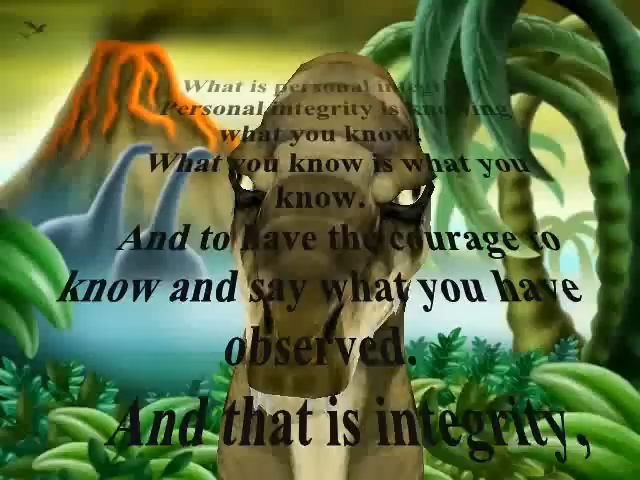 What is personal
Personal integrity is knowing
what you know.
What you know is what you
know.
And to have the courage to
know and say what you have
observed.
And that is integrity,